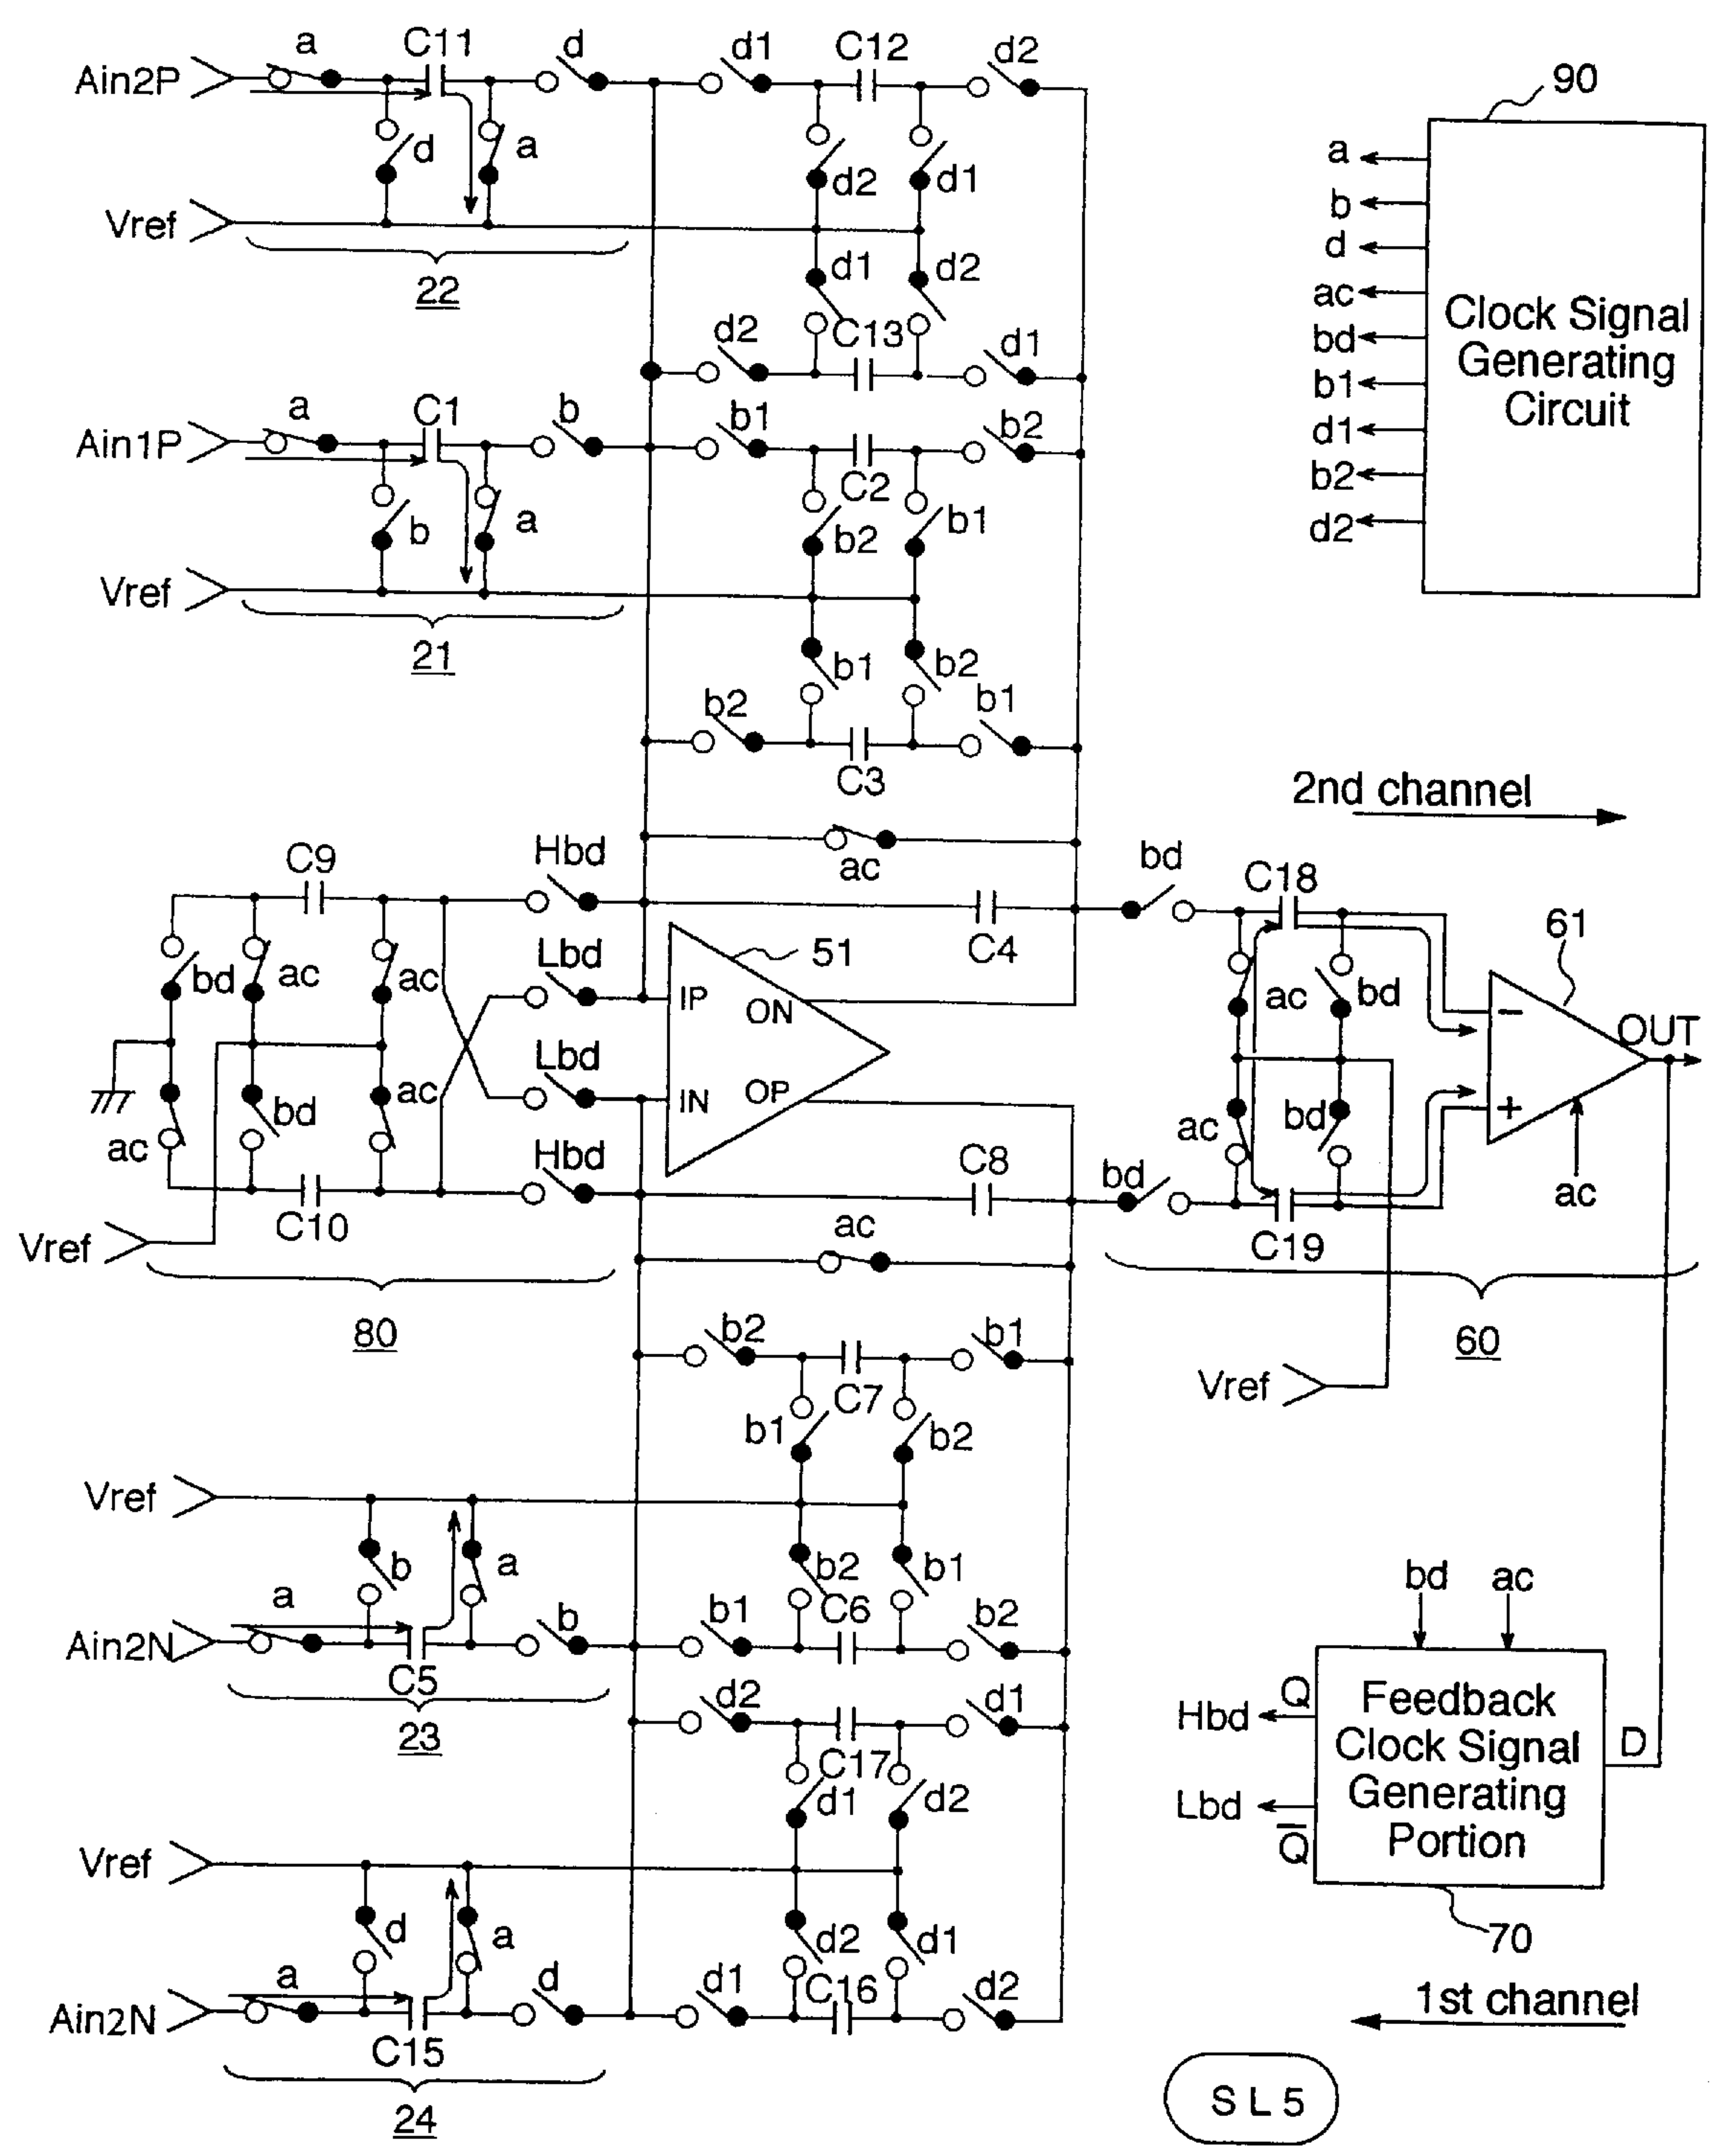 a C11 d d1 C12 d2
Ain2P
d a d2 d1
Vref
22
d1 d2
d2 C13 d1
a C1 b b1 b2
Ain1P
C2
b a b2 b1
Vref
21
b1 b2
b2 b1
C3
90
a
b
d
ac
bd
b1
d1
b2
d2
Clock Signal
Generating
Circuit
2nd channel
ac
C9 Hbd bd C18
C4
Lbd 51 61
bd ac ac ac bd
IP ON
OUT
Lbd
IN OP
ac bd ac ac bd
−
+
ac
Hbd C8 bd
C10 C19
Vref
ac
80
60
b2 b1
C7
b1 b2
Vref
Vref
b a b2 b1
a b b1 C6 b2
Ain2N
C5
23
d2 d1
C17
d1 d2
Vref
d a d2 d1
a d d1 C16 d2
Ain2N
C15
24
bd ac
Hbd Q
Lbd Q̅
D
Feedback
Clock Signal
Generating
Portion
70
1st channel
SL5